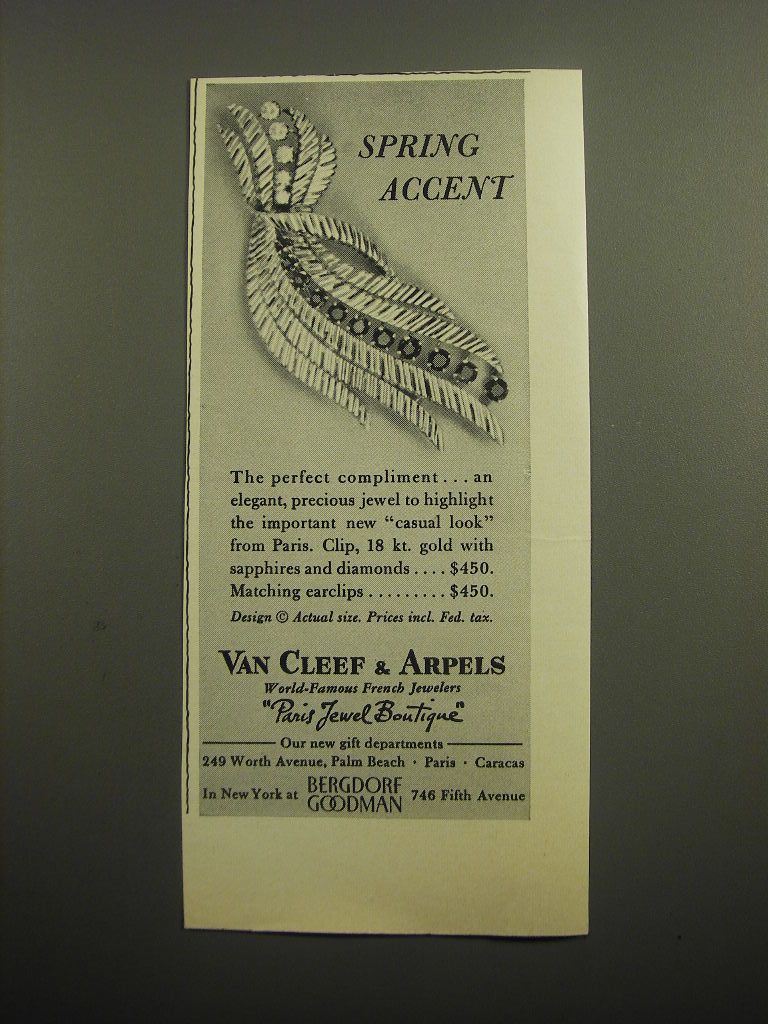 SPRING
ACCENT
The perfect compliment . . . an
elegant, precious jewel to highlight
the important new “casual look”
from Paris. Clip, 18 kt. gold with
sapphires and diamonds . . . . $450.
Matching earclips . . . . . . . . . $450.
Design © Actual size. Prices incl. Fed. tax.
VAN CLEEF & ARPELS
World-Famous French Jewelers
"Paris Jewel Boutique"
Our new gift departments
249 Worth Avenue, Palm Beach · Paris · Caracas
In New York at BERGDORF GOODMAN 746 Fifth Avenue